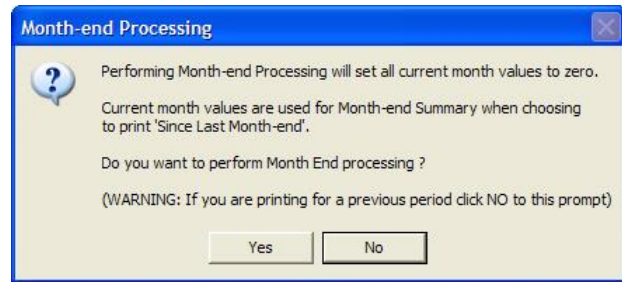 Month-end Processing
Performing Month-end Processing will set all current month values to zero.
Current month values are used for Month-end Summary when choosing
to print 'Since Last Month-end'.
Do you want to perform Month End processing ?
(WARNING: If you are printing for a previous period click NO to this prompt)
Yes No